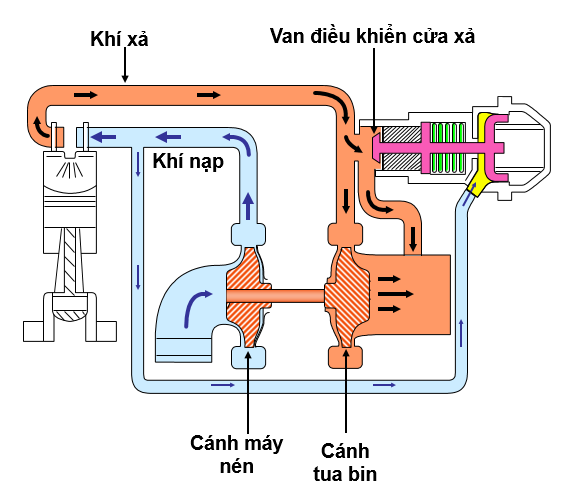 Khí xả
Van điều khiển cửa xả
Khí nạp
Cánh máy
nén
Cánh
tua bin